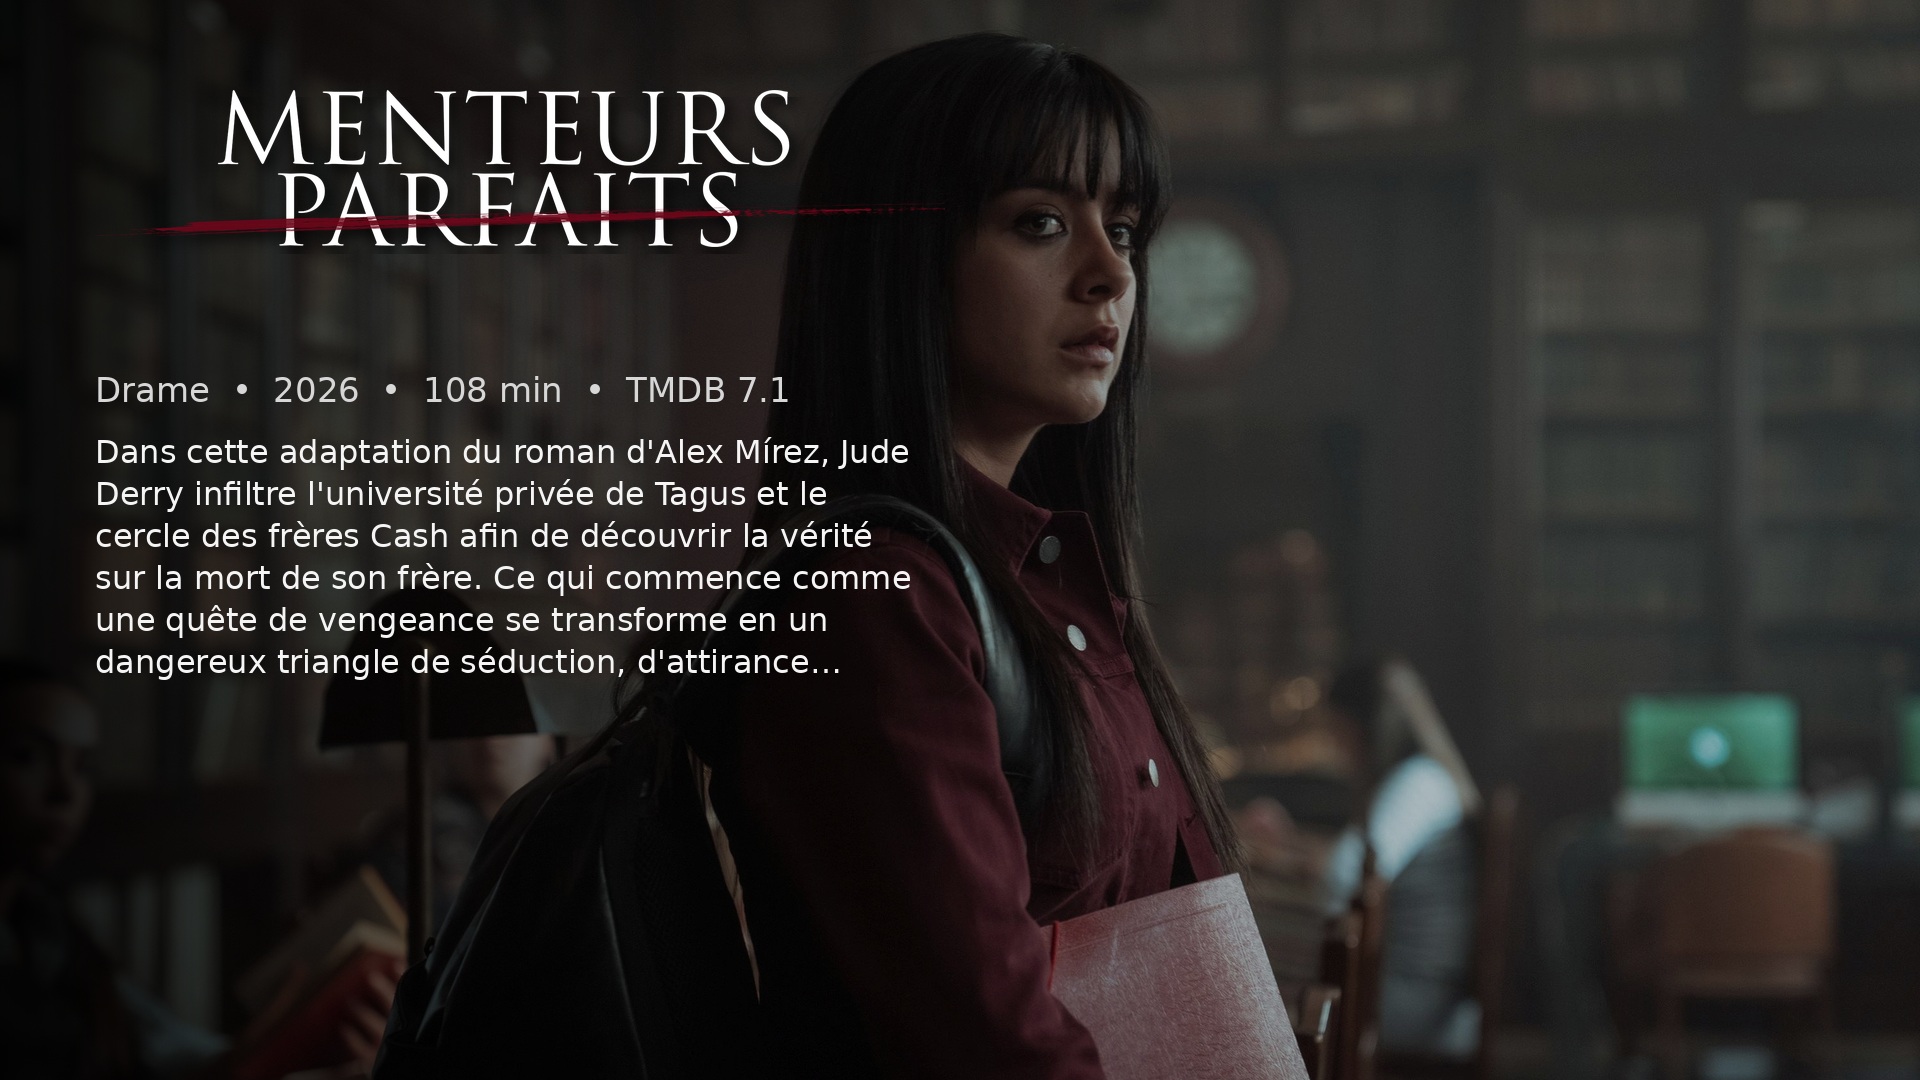 MENTEURS
PARFAITS
Drame • 2026 • 108 min • TMDB 7.1
Dans cette adaptation du roman d'Alex Mírez, Jude
Derry infiltre l'université privée de Tagus et le
cercle des frères Cash afin de découvrir la vérité
sur la mort de son frère. Ce qui commence comme
une quête de vengeance se transforme en un
dangereux triangle de séduction, d'attirance...